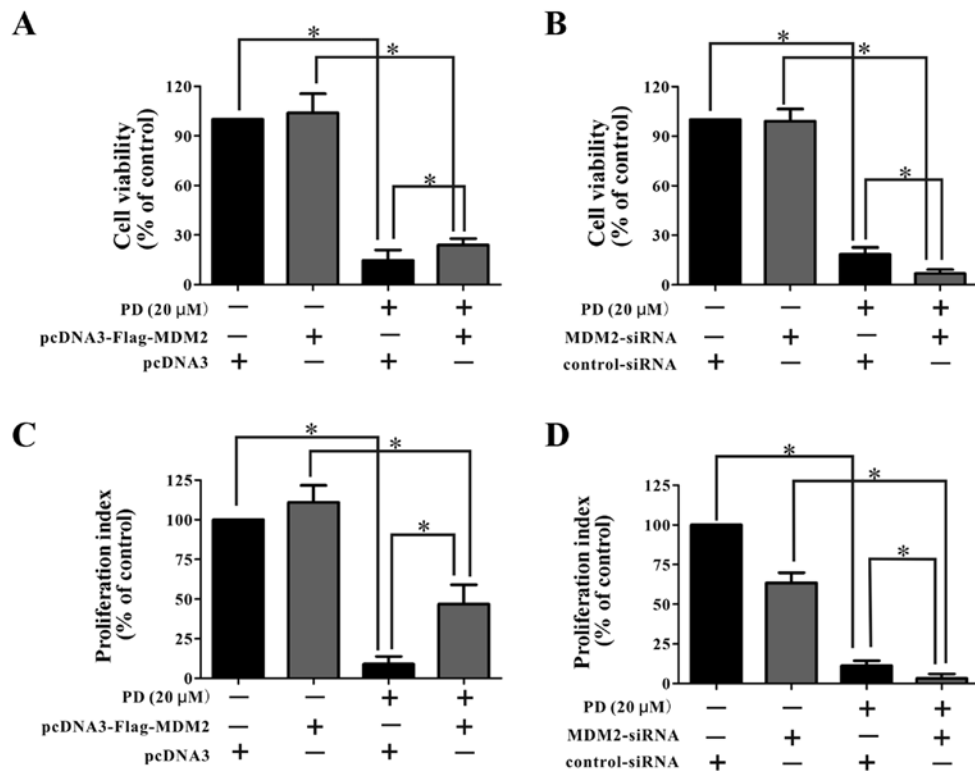 A
*
*
120
90
60
30
0
*
Cell viability
(% of control)
PD (20 μM) — — + +
pcDNA3-Flag-MDM2 — + — +
pcDNA3 + — + —
B
*
*
120
90
60
30
0
*
Cell viability
(% of control)
PD (20 μM) — — + +
MDM2-siRNA — + — +
control-siRNA + — + —
C
*
*
125
100
75
50
25
0
*
Proliferation index
(% of control)
PD (20 μM) — — + +
pcDNA3-Flag-MDM2 — + — +
pcDNA3 + — + —
D
*
*
125
100
75
50
25
0
*
Proliferation index
(% of control)
PD (20 μM) — — + +
MDM2-siRNA — + — +
control-siRNA + — + —